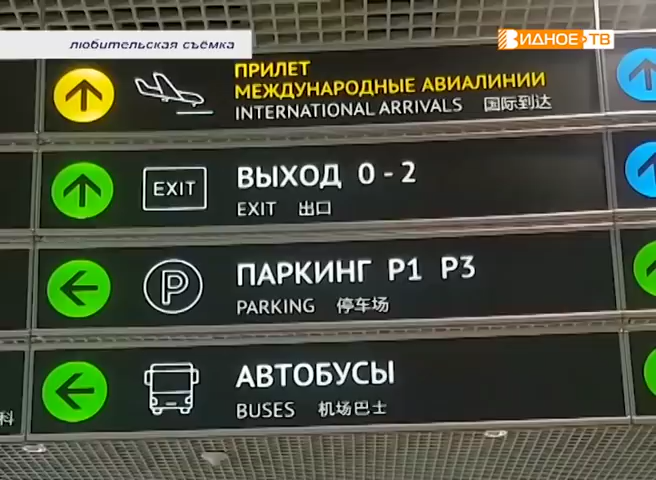 любительская съёмка
ВИДНОЕ ТВ
ПРИЛЕТ
МЕЖДУНАРОДНЫЕ АВИАЛИНИИ
INTERNATIONAL ARRIVALS 国际到达
EXIT
ВЫХОД 0 - 2
EXIT 出口
P
ПАРКИНГ P1 P3
PARKING 停车场
АВТОБУСЫ
BUSES 机场巴士
科